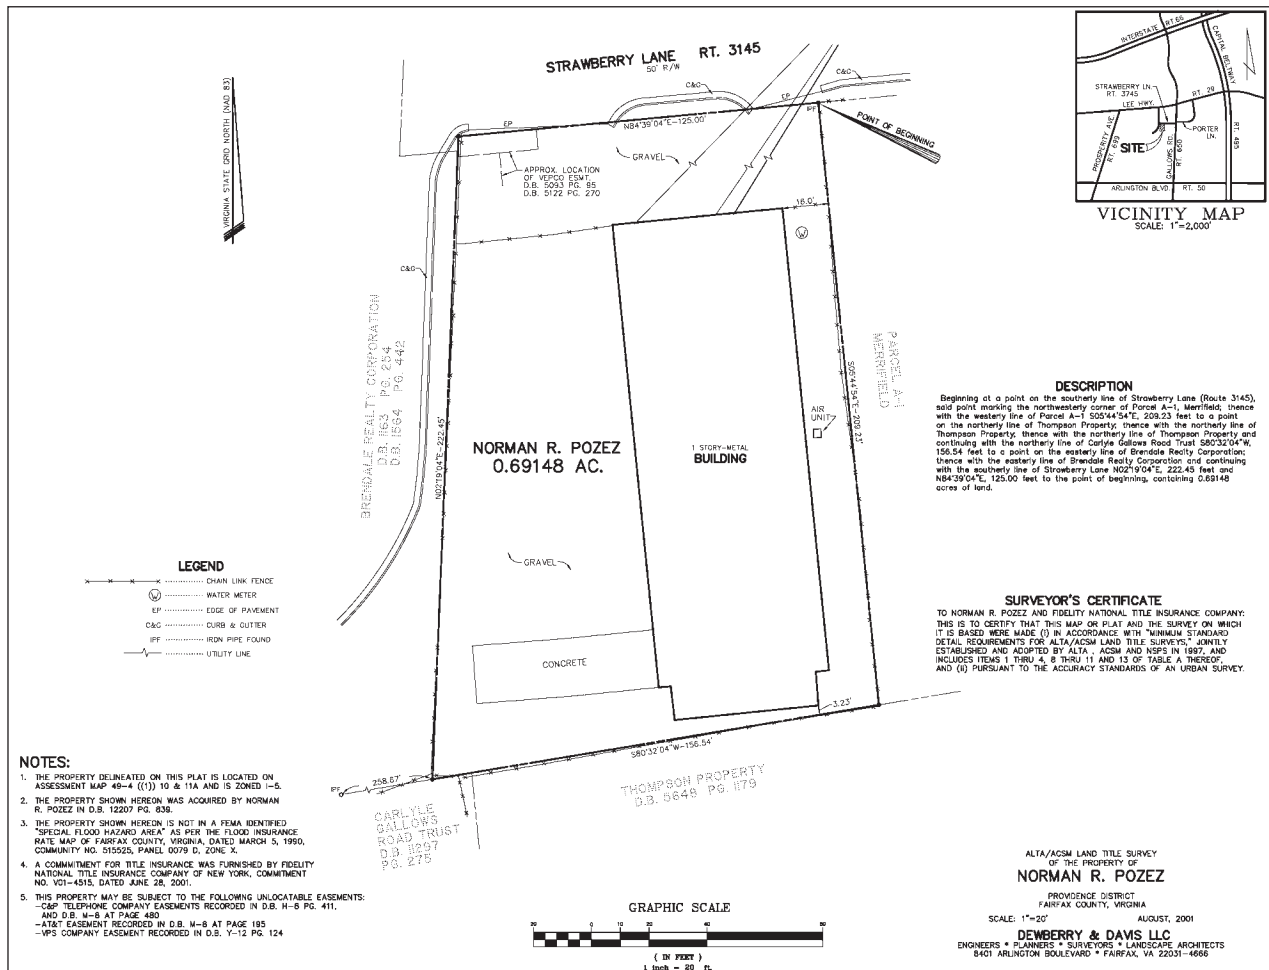 STRAWBERRY LANE RT. 3145
50' R/W
VIRGINIA STATE GRID NORTH (NAD 83)
C&G
C&G
EP
EP
IPF
N84°39'04"E-125.00'
POINT OF BEGINNING
GRAVEL
APPROX. LOCATION
OF VEPCO ESMT.
D.B. 5093 PG. 95
D.B. 5122 PG. 270
INTERSTATE RT.66
CAPITAL BELTWAY
STRAWBERRY LN.
RT. 3745
LEE HWY.
RT. 29
PROSPERITY AVE
RT. 699
SITE
GALLOWS RD.
RT. 650
PORTER
LN.
RT. 495
ARLINGTON BLVD. RT. 50
VICINITY MAP
SCALE: 1"=2,000'
16.0'
W
C&G
BRENDALE REALTY CORPORATION
D.B. 1163 PG. 254
D.B. 1564 PG. 442
N02°19'04"E-222.45'
NORMAN R. POZEZ
0.69148 AC.
1 STORY-METAL
BUILDING
AIR
UNIT
S05°44'54"E-209.23'
PARCEL A-1
MERRIFIELD
DESCRIPTION
Beginning at a point on the southerly line of Strawberry Lane (Route 3145),
said point marking the northwesterly corner of Parcel A-1, Merrifield; thence
with the westerly line of Parcel A-1 S05°44'54"E, 209.23 feet to a point
on the northerly line of Thompson Property; thence with the northerly line of
Thompson Property; thence with the northerly line of Thompson Property and
continuing with the northerly line of Carlyle Gallows Road Trust S80°32'04"W,
156.54 feet to a point on the easterly line of Brendale Realty Corporation;
thence with the easterly line of Brendale Realty Corporation and continuing
with the southerly line of Strawberry Lane N02°19'04"E, 222.45 feet and
N84°39'04"E, 125.00 feet to the point of beginning, containing 0.69148
acres of land.
LEGEND
CHAIN LINK FENCE
W WATER METER
EP EDGE OF PAVEMENT
C&G CURB & GUTTER
IPF IRON PIPE FOUND
UTILITY LINE
GRAVEL
CONCRETE
3.23'
S80°32'04"W-156.54'
SURVEYOR'S CERTIFICATE
TO NORMAN R. POZEZ AND FIDELITY NATIONAL TITLE INSURANCE COMPANY:
THIS IS TO CERTIFY THAT THIS MAP OR PLAT AND THE SURVEY ON WHICH
IT IS BASED WERE MADE (I) IN ACCORDANCE WITH "MINIMUM STANDARD
DETAIL REQUIREMENTS FOR ALTA/ACSM LAND TITLE SURVEYS," JOINTLY
ESTABLISHED AND ADOPTED BY ALTA , ACSM AND NSPS IN 1997, AND
INCLUDES ITEMS 1 THRU 4, 8 THRU 11 AND 13 OF TABLE A THEREOF,
AND (II) PURSUANT TO THE ACCURACY STANDARDS OF AN URBAN SURVEY.
NOTES:
1. THE PROPERTY DELINEATED ON THIS PLAT IS LOCATED ON
ASSESSMENT MAP 49-4 ((1)) 10 & 11A AND IS ZONED I-5.
2. THE PROPERTY SHOWN HEREON WAS ACQUIRED BY NORMAN
R. POZEZ IN D.B. 12207 PG. 839.
3. THE PROPERTY SHOWN HEREON IS NOT IN A FEMA IDENTIFIED
"SPECIAL FLOOD HAZARD AREA" AS PER THE FLOOD INSURANCE
RATE MAP OF FAIRFAX COUNTY, VIRGINIA, DATED MARCH 5, 1990,
COMMUNITY NO. 515525, PANEL 0079 D, ZONE X.
4. A COMMMITMENT FOR TITLE INSURANCE WAS FURNISHED BY FIDELITY
NATIONAL TITLE INSURANCE COMPANY OF NEW YORK, COMMITMENT
NO. V01-4515, DATED JUNE 28, 2001.
5. THIS PROPERTY MAY BE SUBJECT TO THE FOLLOWING UNLOCATABLE EASEMENTS:
-C&P TELEPHONE COMPANY EASEMENTS RECORDED IN D.B. H-8 PG. 411,
AND D.B. M-8 AT PAGE 480
-AT&T EASEMENT RECORDED IN D.B. M-8 AT PAGE 195
-VPS COMPANY EASEMENT RECORDED IN D.B. Y-12 PG. 124
IPF
258.67'
CARLYLE
GALLOWS
ROAD TRUST
D.B. 11297
PG. 275
THOMPSON PROPERTY
D.B. 5648 PG. 1179
GRAPHIC SCALE
20 0 10 20 40 80
( IN FEET )
1 inch = 20 ft.
ALTA/ACSM LAND TITLE SURVEY
OF THE PROPERTY OF
NORMAN R. POZEZ
PROVIDENCE DISTRICT
FAIRFAX COUNTY, VIRGINIA
SCALE: 1"=20' AUGUST, 2001
DEWBERRY & DAVIS LLC
ENGINEERS * PLANNERS * SURVEYORS * LANDSCAPE ARCHITECTS
8401 ARLINGTON BOULEVARD * FAIRFAX, VA 22031-4666